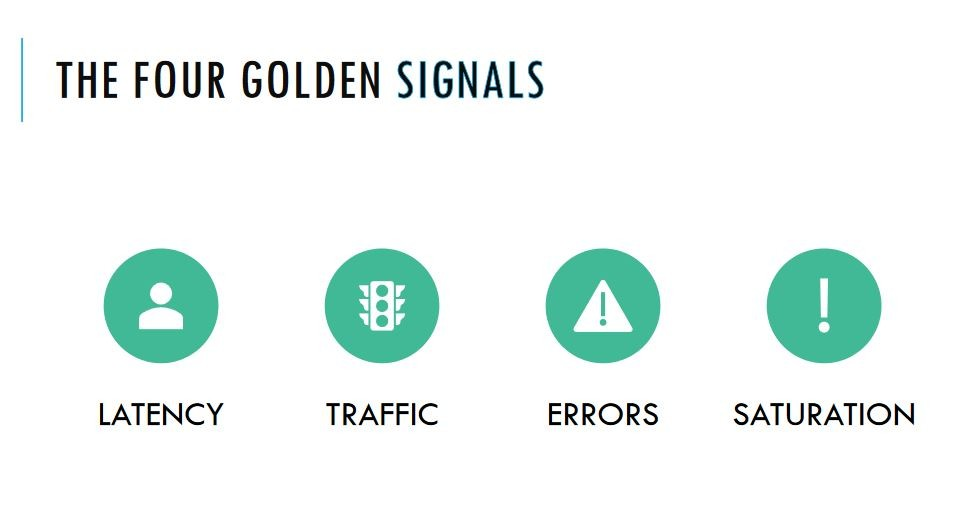 THE FOUR GOLDEN SIGNALS
LATENCY
TRAFFIC
ERRORS
SATURATION